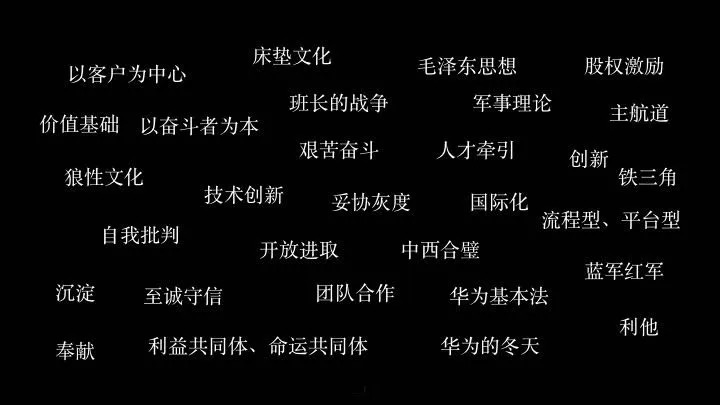 床垫文化
毛泽东思想
股权激励
以客户为中心
班长的战争
军事理论
主航道
价值基础
以奋斗者为本
艰苦奋斗
人才牵引
创新
狼性文化
铁三角
技术创新
妥协灰度
国际化
流程型、平台型
自我批判
开放进取
中西合璧
蓝军红军
沉淀
至诚守信
团队合作
华为基本法
利他
奉献
利益共同体、命运共同体
华为的冬天